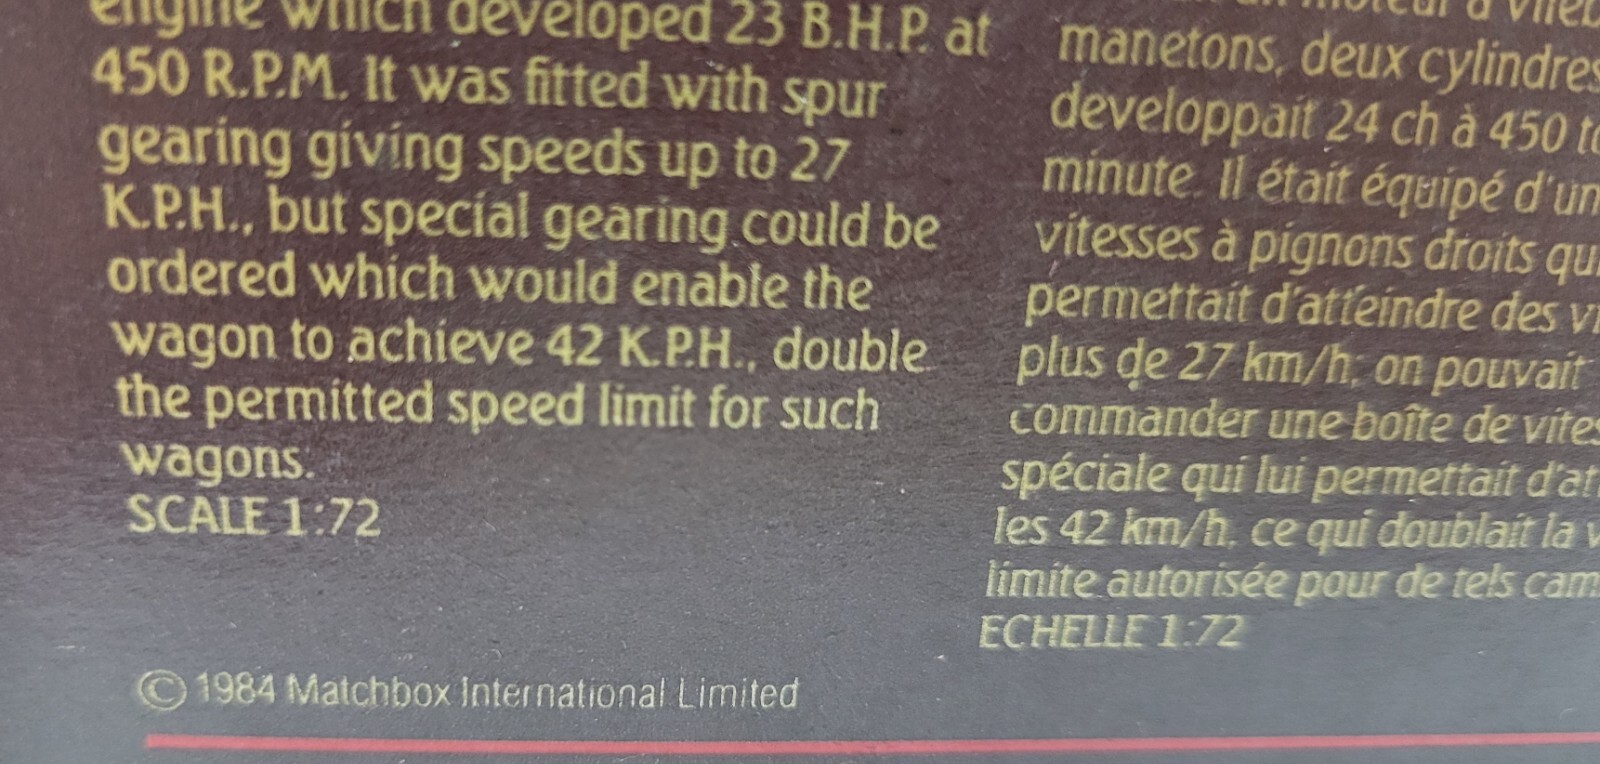 engine which developed 23 B.H.P. at
450 R.P.M. It was fitted with spur
gearing giving speeds up to 27
K.P.H., but special gearing could be
ordered which would enable the
wagon to achieve 42 K.P.H., double
the permitted speed limit for such
wagons.
SCALE 1:72
manetons, deux cylindres
developpait 24 ch à 450
minute. Il était équipé d'un
vitesses à pignons droits
permettait d'atteindre des
plus de 27 km/h; on pouvait
commander une boîte de
spéciale qui lui permettait
les 42 km/h, ce qui doublait la
limite autorisée pour de tels
ECHELLE 1:72
© 1984 Matchbox International Limited